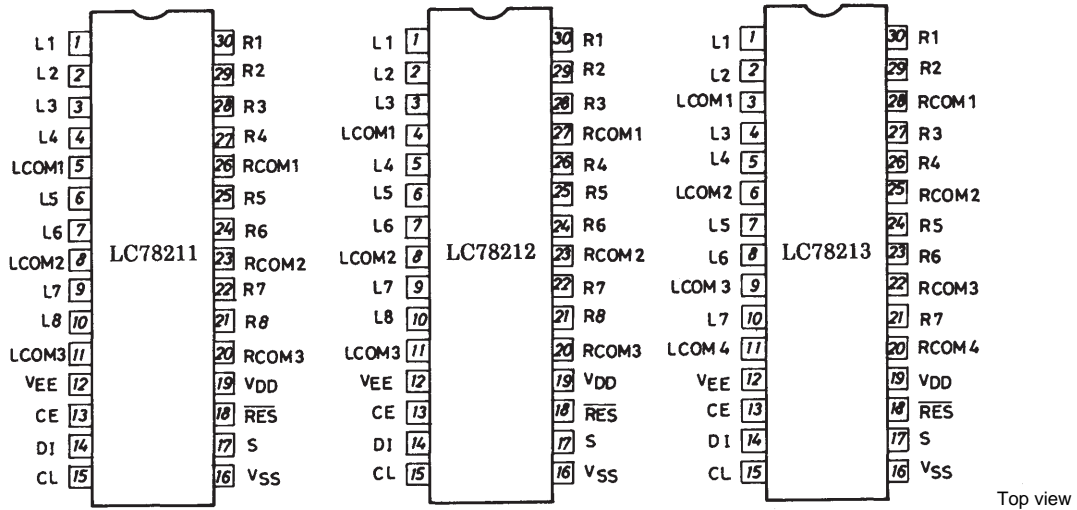 L1 1 30 R1
L2 2 29 R2
L3 3 28 R3
L4 4 27 R4
LCOM1 5 26 RCOM1
L5 6 25 R5
L6 7 24 R6
LCOM2 8 23 RCOM2
L7 9 22 R7
L8 10 21 R8
LCOM3 11 20 RCOM3
VEE 12 19 VDD
CE 13 18 RES
DI 14 17 S
CL 15 16 VSS
LC78211
L1 1 30 R1
L2 2 29 R2
L3 3 28 R3
LCOM1 4 27 RCOM1
L4 5 26 R4
L5 6 25 R5
L6 7 24 R6
LCOM2 8 23 RCOM2
L7 9 22 R7
L8 10 21 R8
LCOM3 11 20 RCOM3
VEE 12 19 VDD
CE 13 18 RES
DI 14 17 S
CL 15 16 VSS
LC78212
L1 1 30 R1
L2 2 29 R2
LCOM1 3 28 RCOM1
L3 4 27 R3
L4 5 26 R4
LCOM2 6 25 RCOM2
L5 7 24 R5
L6 8 23 R6
LCOM3 9 22 RCOM3
L7 10 21 R7
LCOM4 11 20 RCOM4
VEE 12 19 VDD
CE 13 18 RES
DI 14 17 S
CL 15 16 VSS
LC78213
Top view